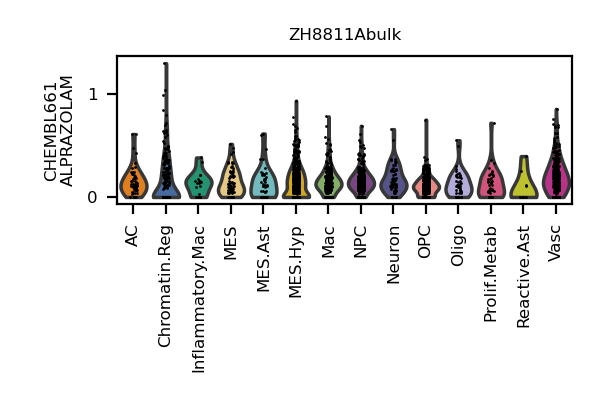 ZH8811Abulk
CHEMBL661
ALPRAZOLAM
1
0
AC
Chromatin.Reg
Inflammatory.Mac
MES
MES.Ast
MES.Hyp
Mac
NPC
Neuron
OPC
Oligo
Prolif.Metab
Reactive.Ast
Vasc